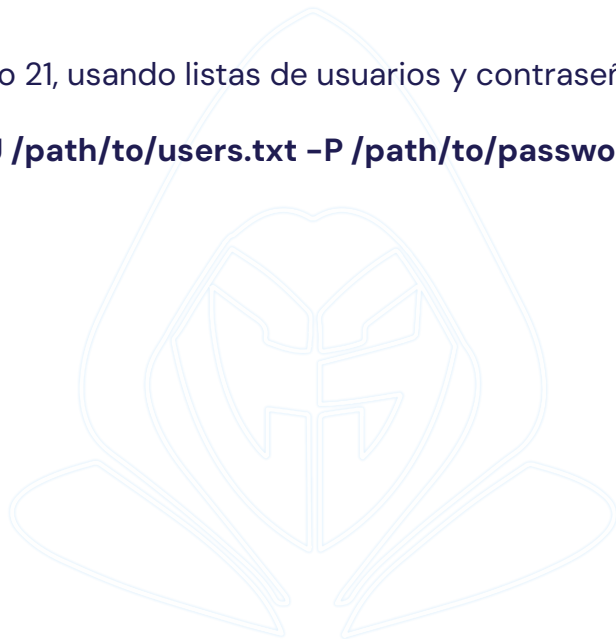 o 21, usando listas de usuarios y contraseñ
/path/to/users.txt -P /path/to/passwo